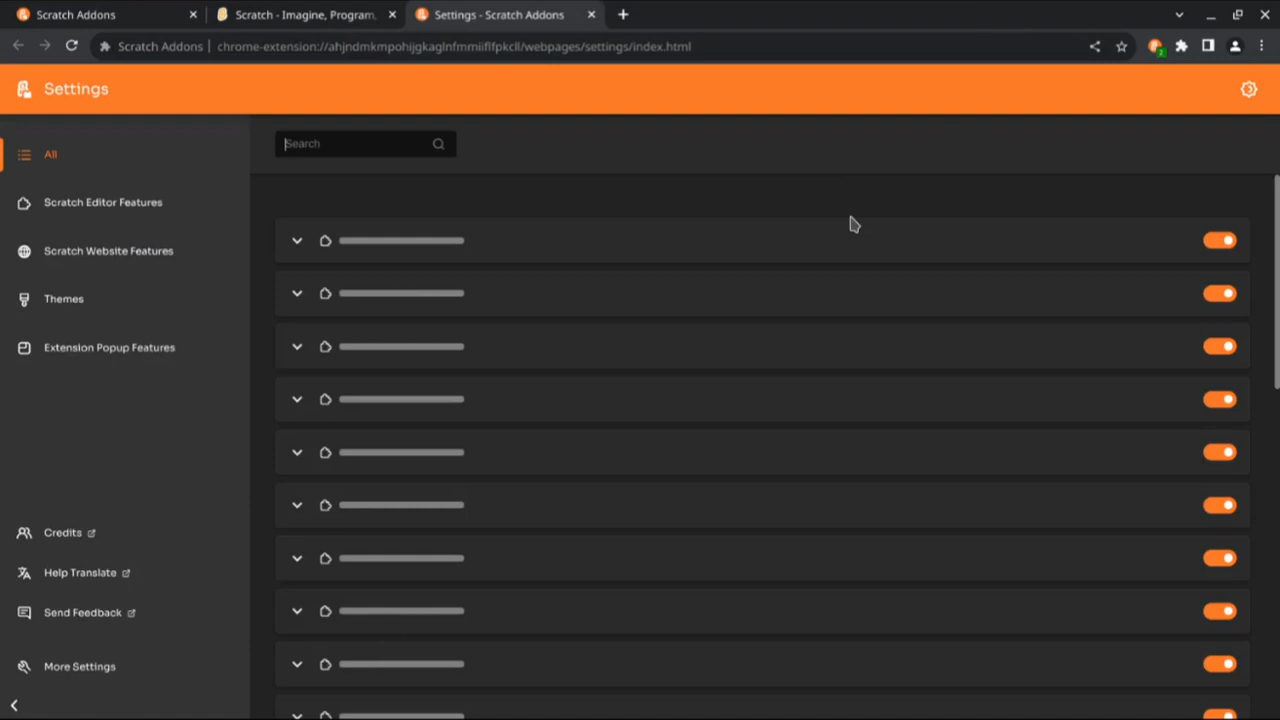 Scratch Addons
Scratch - Imagine, Program,
Settings - Scratch Addons
Scratch Addons
chrome-extension://ahjndmkmpohijgkaglnfmmiiflfpkcll/webpages/settings/index.html
2
Settings
All
Scratch Editor Features
Scratch Website Features
Themes
Extension Popup Features
Credits
Help Translate
Send Feedback
More Settings
Search